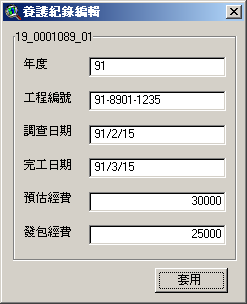 養護紀錄編輯
19_0001089_01
年度 91
工程編號 91-8901-1235
調查日期 91/2/15
完工日期 91/3/15
預估經費 30000
發包經費 25000
套用